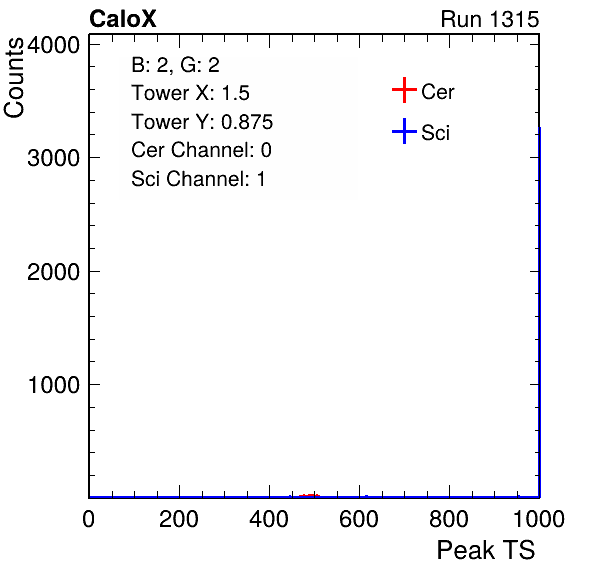 CaloX
Run 1315
Counts
4000
3000
2000
1000
B: 2, G: 2
Tower X: 1.5
Tower Y: 0.875
Cer Channel: 0
Sci Channel: 1
Cer
Sci
0 200 400 600 800 1000
Peak TS